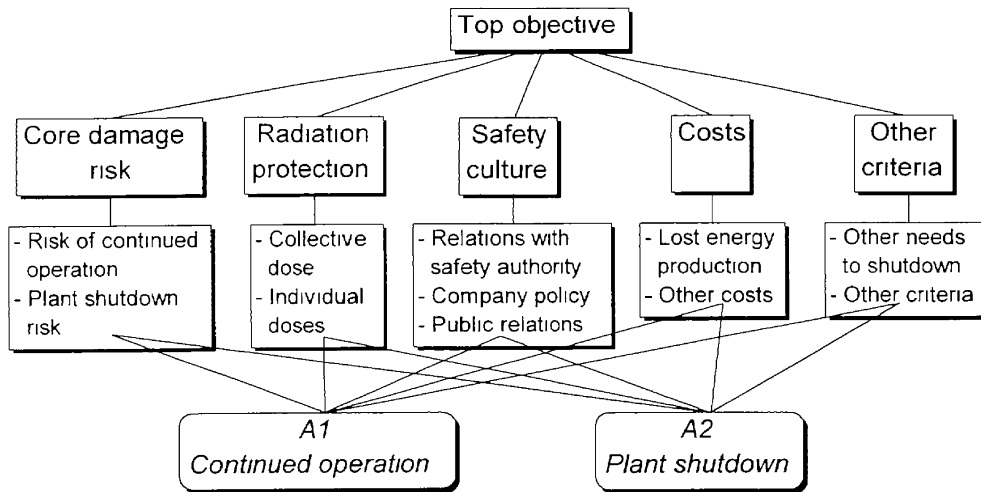 Top objective
Core damage
risk
Radiation
protection
Safety
culture
Costs
Other
criteria
- Risk of continued
operation
- Plant shutdown
risk
- Collective
dose
- Individual
doses
- Relations with
safety authority
- Company policy
- Public relations
- Lost energy
production
- Other costs
- Other needs
to shutdown
- Other criteria
A1
Continued operation
A2
Plant shutdown